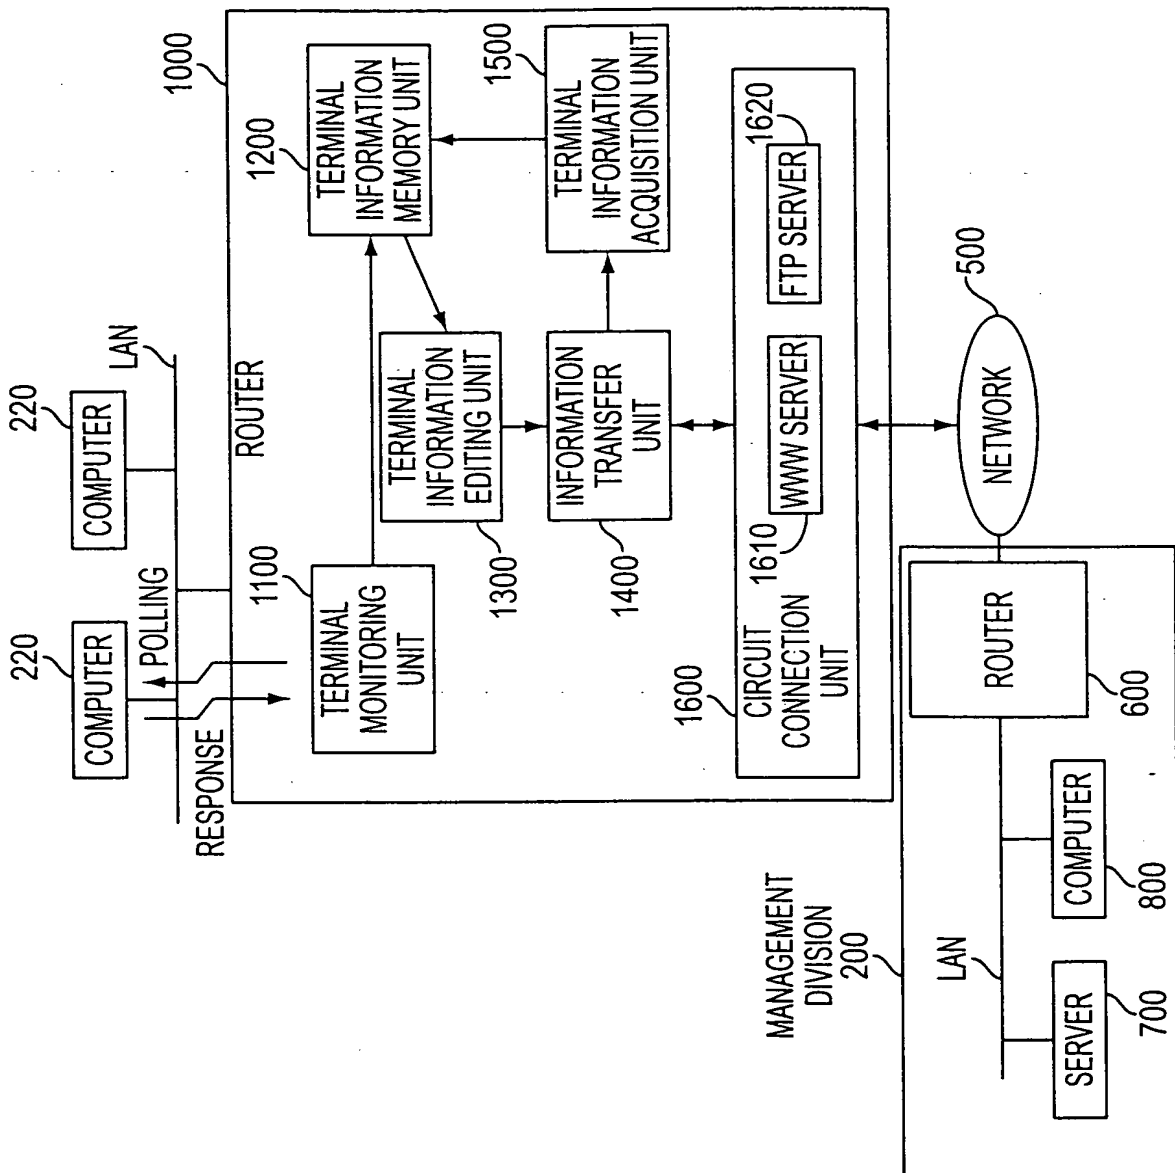 220
COMPUTER
220
COMPUTER
LAN
POLLING
RESPONSE
ROUTER
1000
1100
TERMINAL
MONITORING
UNIT
1200
TERMINAL
INFORMATION
MEMORY UNIT
TERMINAL
INFORMATION
EDITING UNIT
1300
INFORMATION
TRANSFER
UNIT
1400
1500
TERMINAL
INFORMATION
ACQUISITION UNIT
1600
CIRCUIT
CONNECTION
UNIT
1610
WWW SERVER
FTP SERVER
1620
500
NETWORK
MANAGEMENT
DIVISION
200
LAN
ROUTER
600
SERVER
700
COMPUTER
800